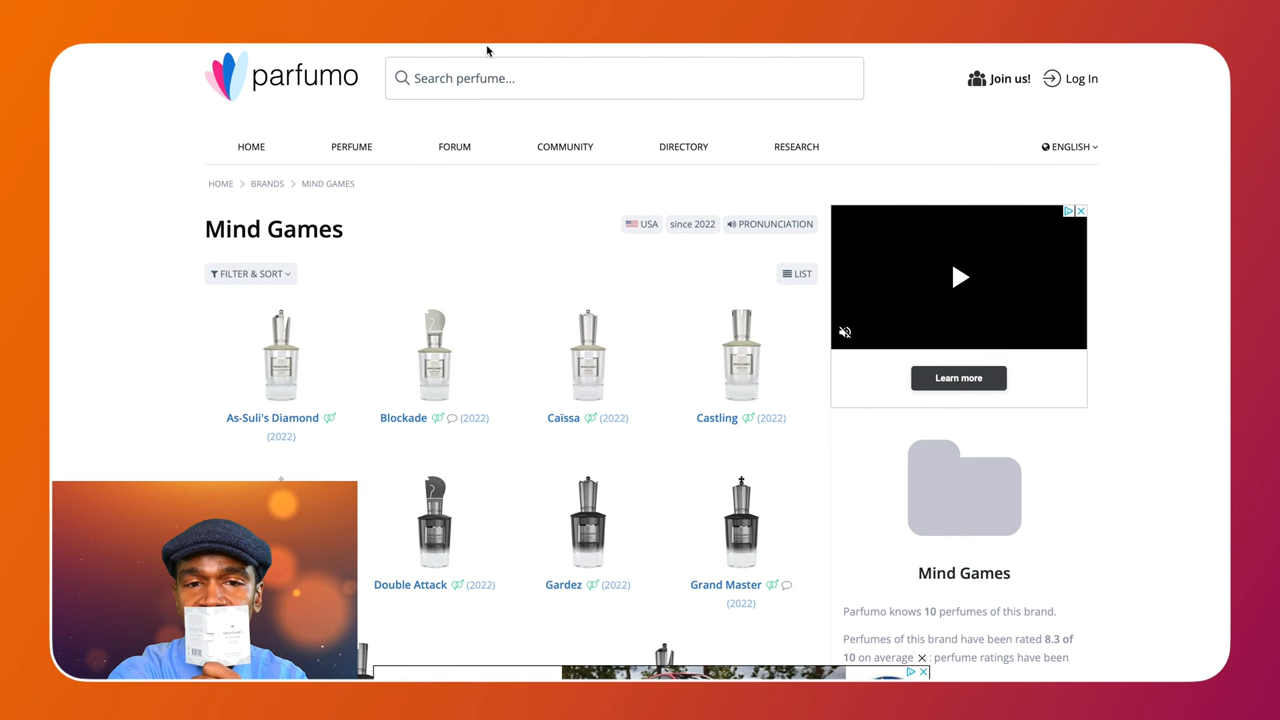 parfumo
Search perfume...
Join us!
Log In
HOME
PERFUME
FORUM
COMMUNITY
DIRECTORY
RESEARCH
ENGLISH
HOME > BRANDS > MIND GAMES
Mind Games
USA
since 2022
PRONUNCIATION
FILTER & SORT
LIST
As-Suli's Diamond
(2022)
Blockade (2022)
Caïssa (2022)
Castling (2022)
Learn more
Double Attack (2022)
Gardez (2022)
Grand Master
(2022)
Mind Games
Parfumo knows 10 perfumes of this brand.
Perfumes of this brand have been rated 8.3 of
10 on average : perfume ratings have been